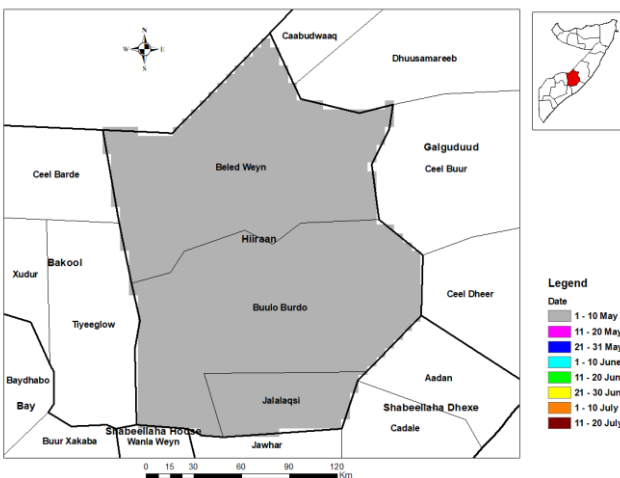 N
W E
S
Caabudwaaq
Dhuusamareeb
Galguduud
Ceel Buur
Ceel Barde
Beled Weyn
Hiiraan
Bakool
Xudur
Tiyeeglow
Buulo Burdo
Ceel Dheer
Baydhabo
Bay
Jalalaqsi
Aadan
Shabeellaha Dhexe
Cadale
Shabeellaha Hoose
Buur Xakaba
Wanla Weyn
Jawhar
0 15 30 60 90 120
Km
Legend
Date
1 - 10 May
11 - 20 May
21 - 31 May
1 - 10 June
11 - 20 June
21 - 30 June
1 - 10 July
11 - 20 July